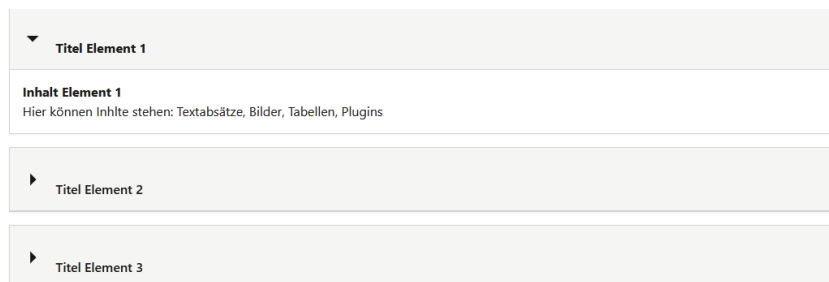 Titel Element 1
Inhalt Element 1
Hier können Inhlte stehen: Textabsätze, Bilder, Tabellen, Plugins
Titel Element 2
Titel Element 3